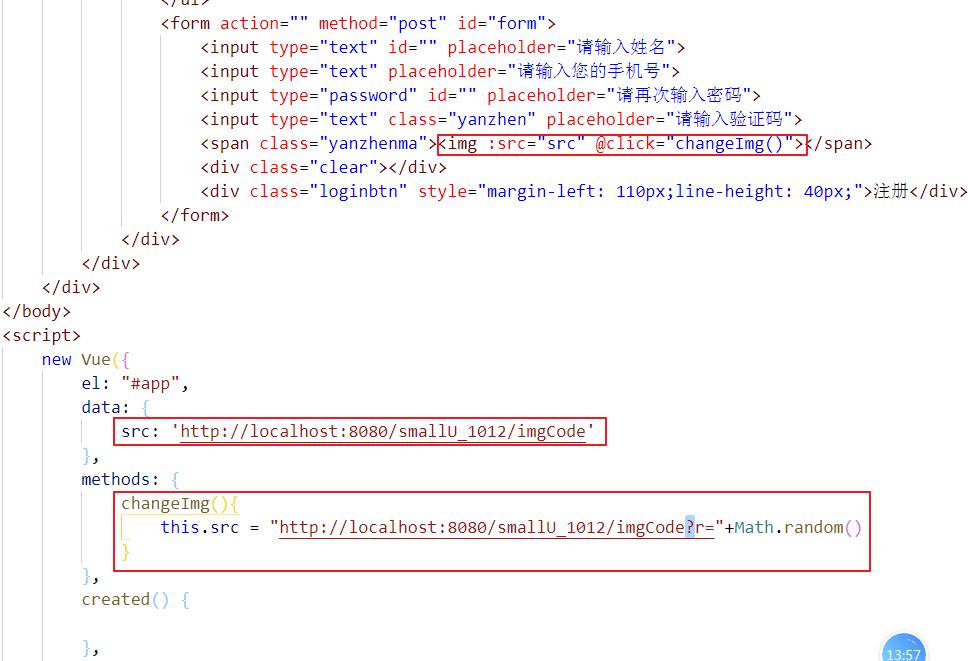 </ul>
<form action="" method="post" id="form">
<input type="text" id="" placeholder="请输入姓名">
<input type="text" placeholder="请输入您的手机号">
<input type="password" id="" placeholder="请再次输入密码">
<input type="text" class="yanzhen" placeholder="请输入验证码">
<span class="yanzhenma"><img :src="src" @click="changeImg()"></span>
<div class="clear"></div>
<div class="loginbtn" style="margin-left: 110px;line-height: 40px;">注册</div>
</form>
</div>
</div>
</div>
</body>
<script>
new Vue({
el: "#app",
data: {
src: 'http://localhost:8080/smallU_1012/imgCode'
},
methods: {
changeImg(){
this.src = "http://localhost:8080/smallU_1012/imgCode?r="+Math.random()
}
},
created() {
},
13:57